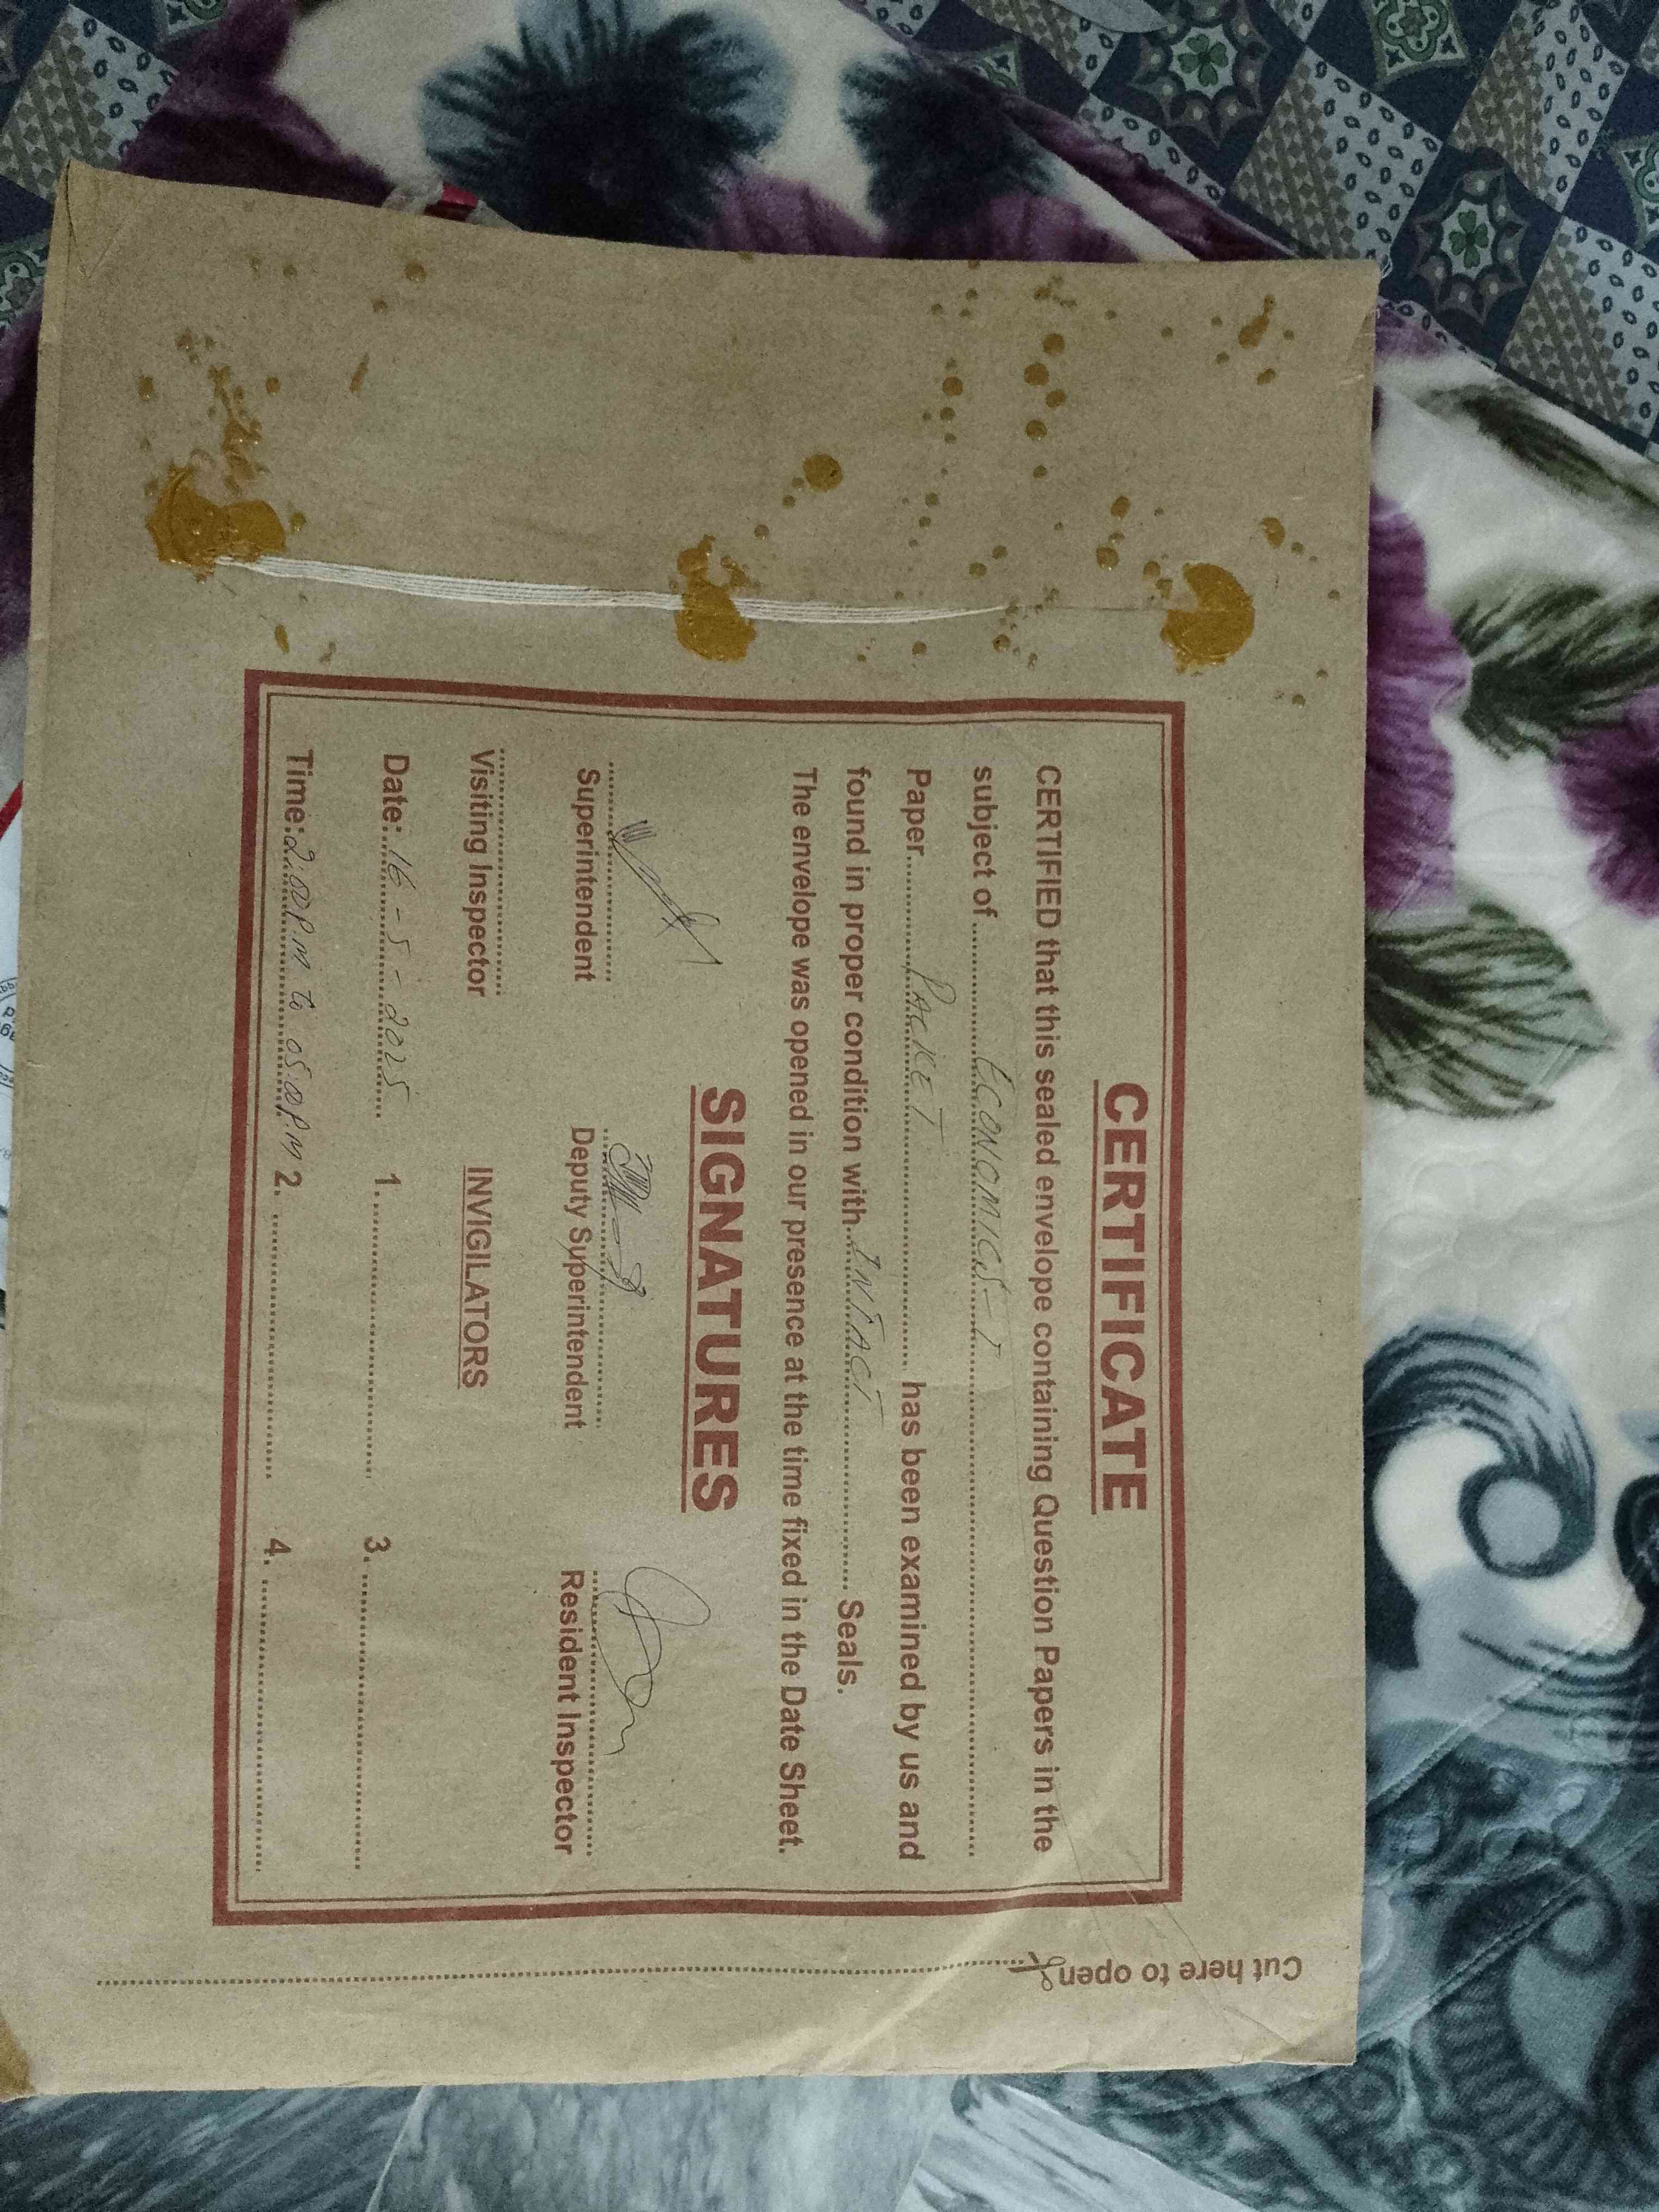 CERTIFICATE
CERTIFIED that this sealed envelope containing Question Papers in the
subject of ECONOMICS-I
Paper PACKET has been examined by us and
found in proper condition with INTACT Seals.
The envelope was opened in our presence at the time fixed in the Date Sheet.
SIGNATURES
Superintendent Deputy Superintendent Resident Inspector
Visiting Inspector INVIGILATORS
Date: 16-5-2025 1. 3.
Time: 2:00P.m to 05:00P.m 2. 4.
Cut here to open